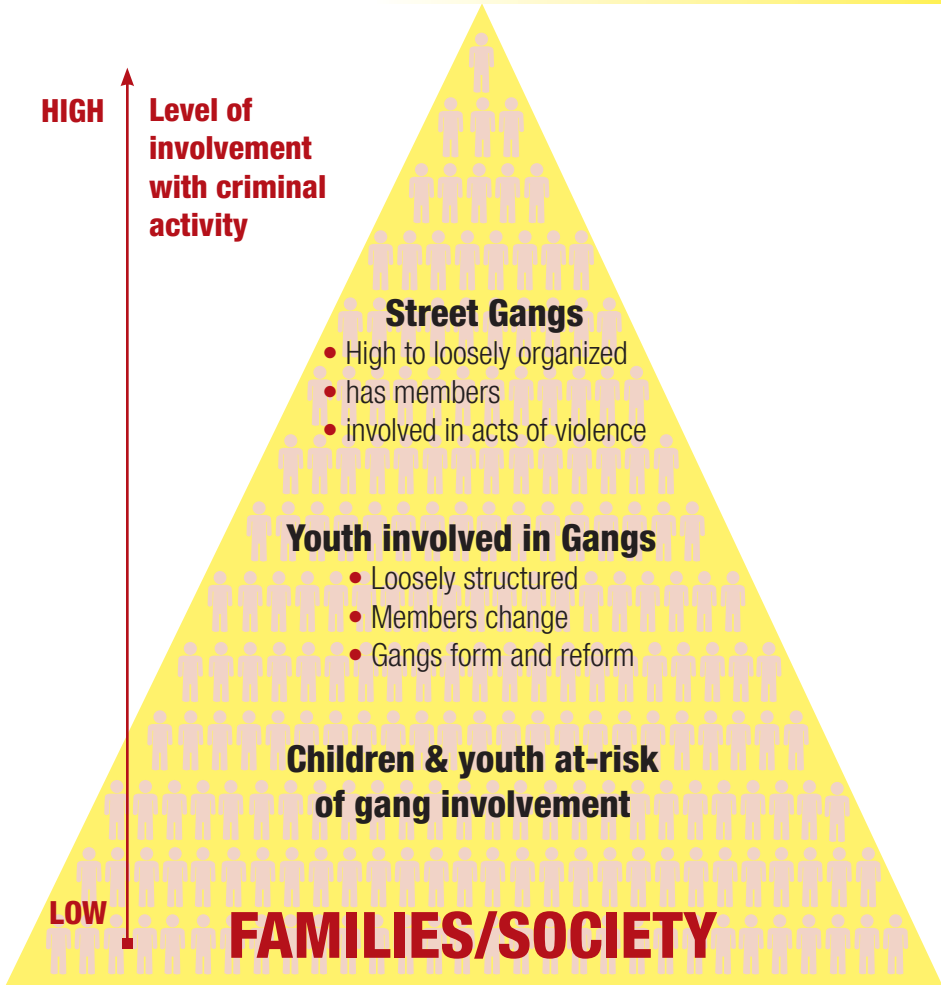 HIGH
Level of
involvement
with criminal
activity
Street Gangs
• High to loosely organized
• has members
• involved in acts of violence
Youth involved in Gangs
• Loosely structured
• Members change
• Gangs form and reform
Children & youth at-risk
of gang involvement
LOW
FAMILIES/SOCIETY